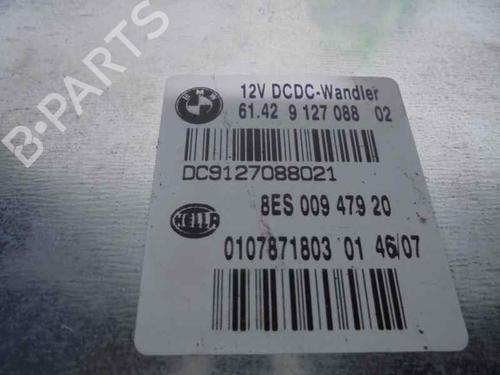 B-PARTS
BMW
12V DCDC-Wandler
61.42 9 127 088 02
DC9127088021
HELLA
8ES 009 479 20
0107871803 01 46/07